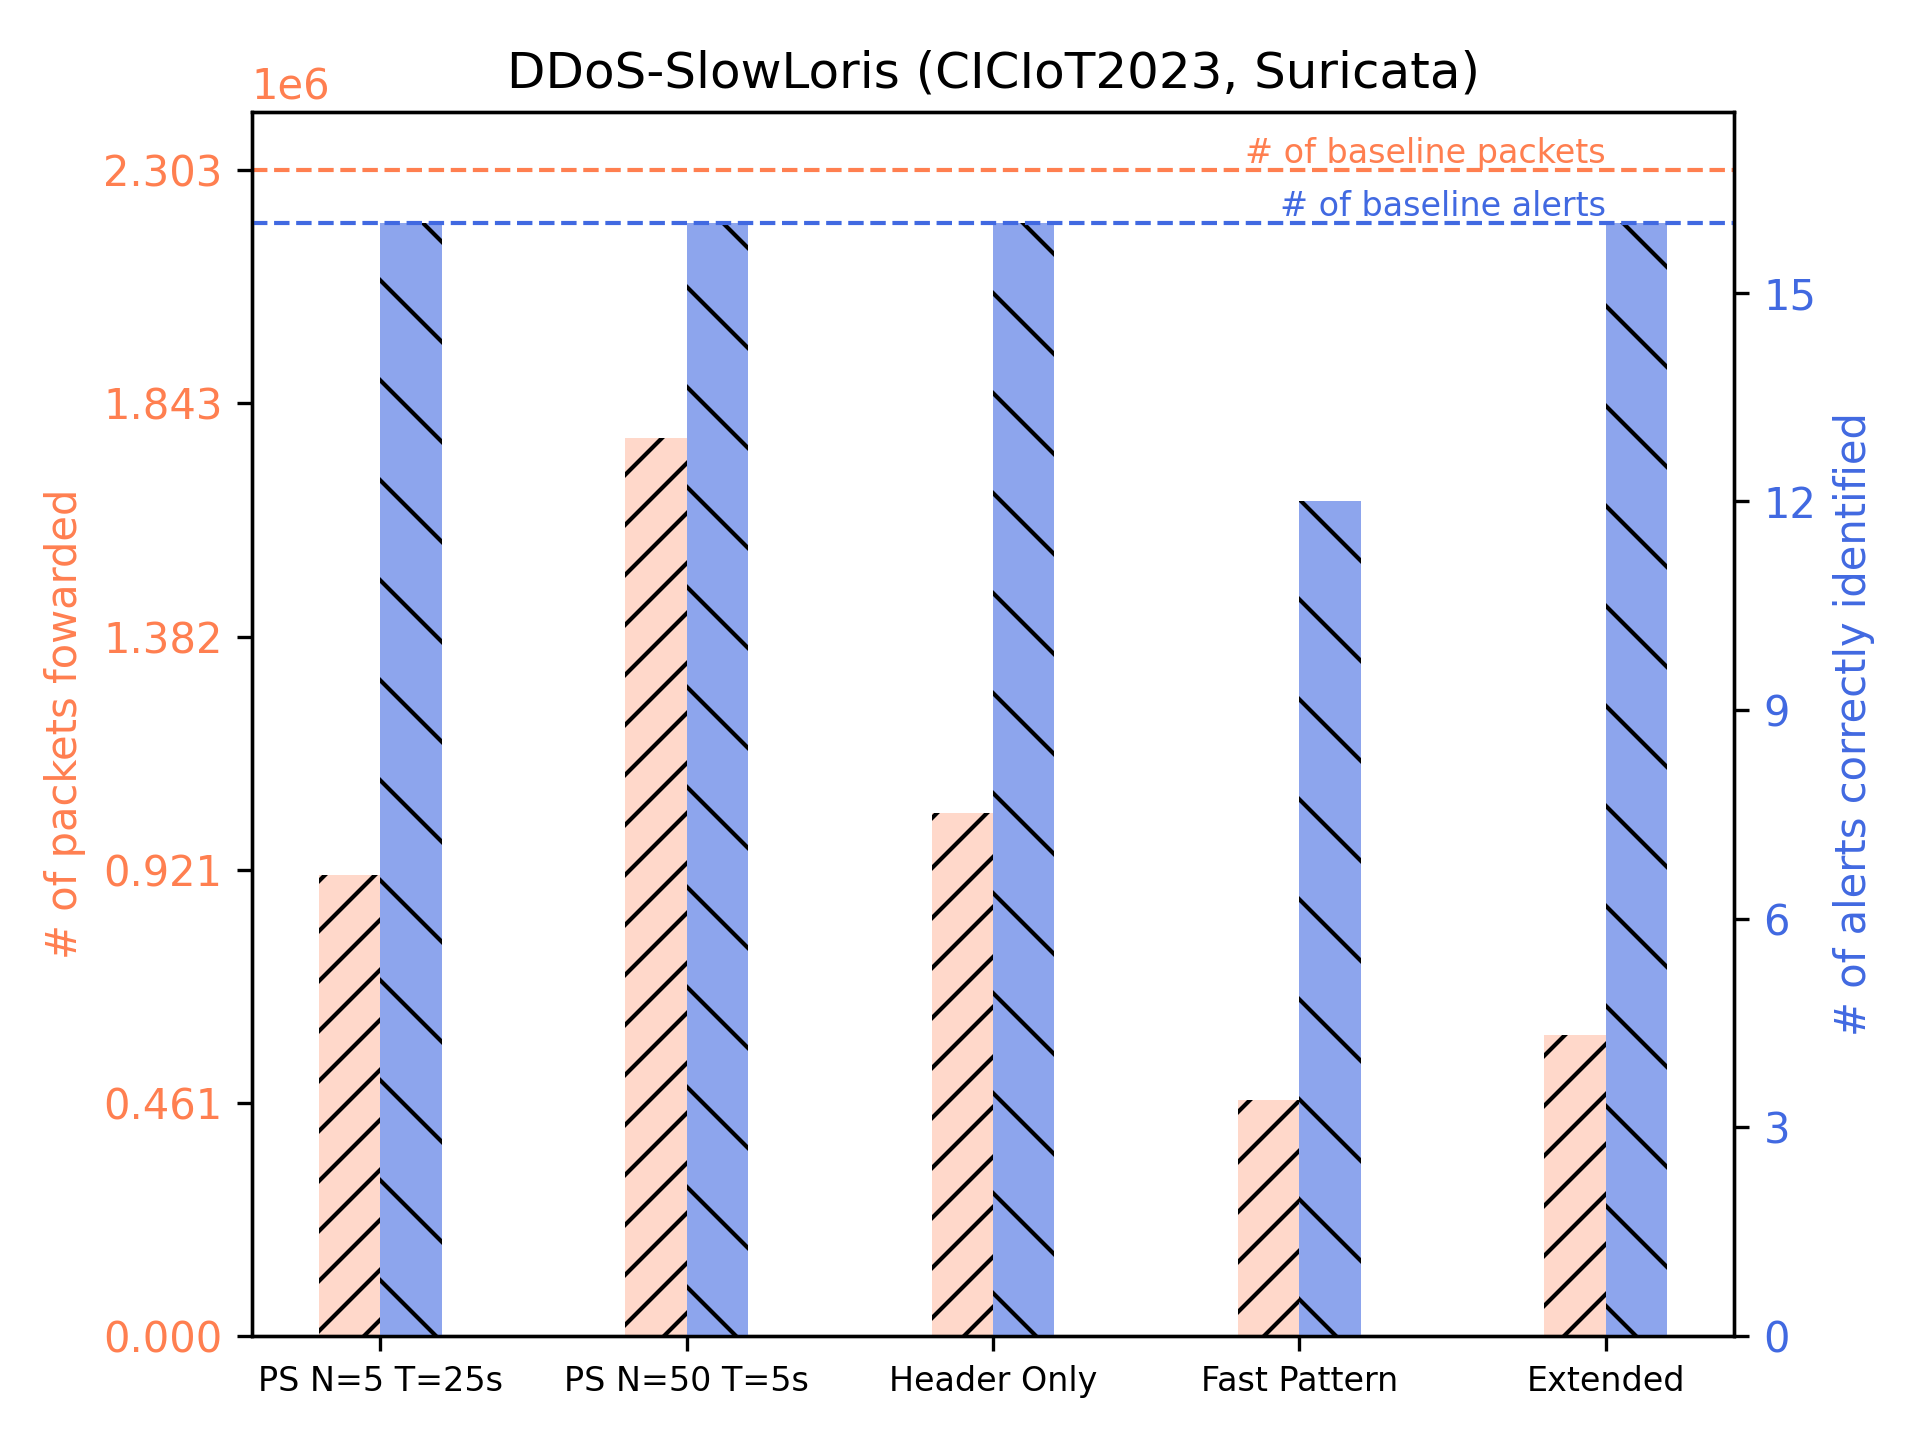 DDoS-SlowLoris (CICIoT2023, Suricata)
1e6
# of baseline packets
# of baseline alerts
2.303
1.843
1.382
0.921
0.461
0.000
# of packets fowarded
15
12
9
6
3
0
# of alerts correctly identified
PS N=5 T=25s
PS N=50 T=5s
Header Only
Fast Pattern
Extended